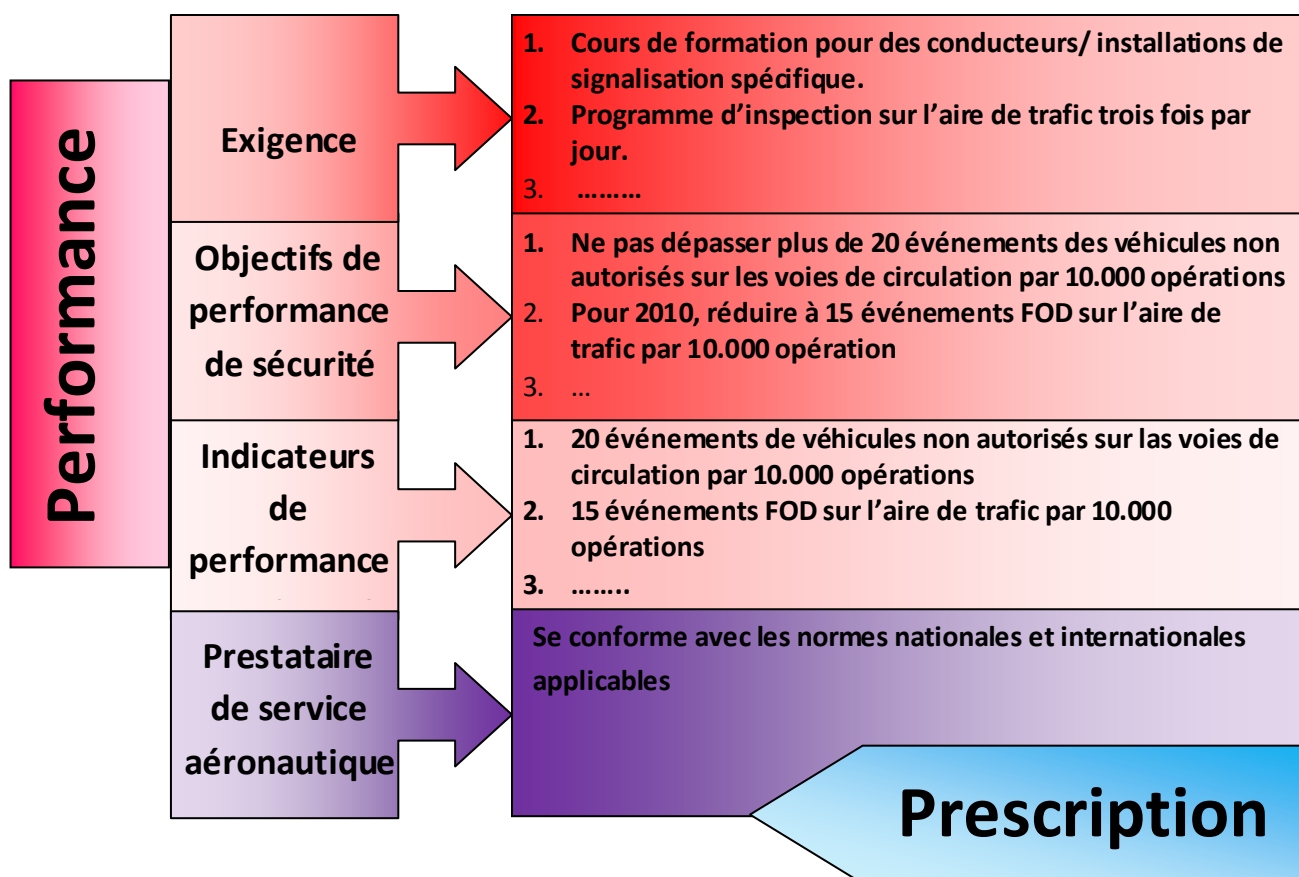 Performance
Exigence
1. Cours de formation pour des conducteurs/ installations de
signalisation spécifique.
2. Programme d'inspection sur l'aire de trafic trois fois par
jour.
3. ………
Objectifs de
performance
de sécurité
1. Ne pas dépasser plus de 20 événements des véhicules non
autorisés sur les voies de circulation par 10.000 opérations
2. Pour 2010, réduire à 15 événements FOD sur l'aire de
trafic par 10.000 opération
3. ...
Indicateurs
de
performance
1. 20 événements de véhicules non autorisés sur las voies de
circulation par 10.000 opérations
2. 15 événements FOD sur l'aire de trafic par 10.000
opérations
3. ……..
Prestataire
de service
aéronautique
Se conforme avec les normes nationales et internationales
applicables
Prescription